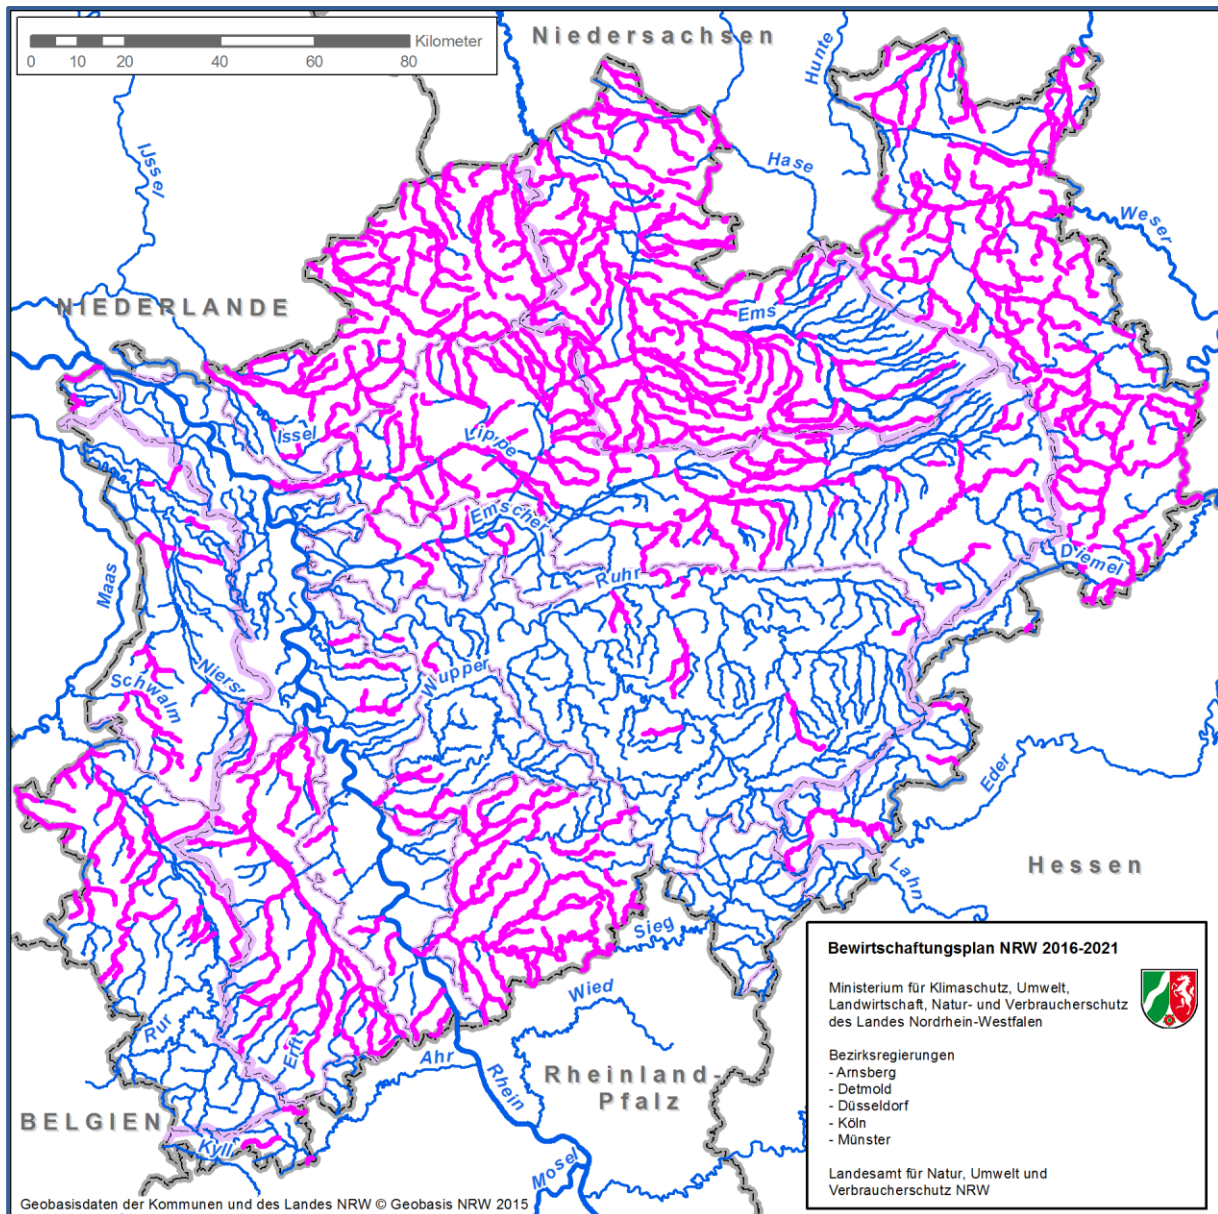 Niedersachsen
Kilometer
0 10 20 40 60 80
Hunte
IJssel
Hase
Weser
NIEDERLANDE
Ems
Issel
Lippe
Emscher
Maas
Ruhr
Diemel
Niers
Schwalm
Wupper
Eder
Hessen
Lahn
Sieg
Wied
Rur
Erft
Ahr
Rhein
Rheinland-
Pfalz
BELGIEN
Kyll
Mosel
Bewirtschaftungsplan NRW 2016-2021
Ministerium für Klimaschutz, Umwelt,
Landwirtschaft, Natur- und Verbraucherschutz
des Landes Nordrhein-Westfalen
Bezirksregierungen
- Arnsberg
- Detmold
- Düsseldorf
- Köln
- Münster
Landesamt für Natur, Umwelt und
Verbraucherschutz NRW
Geobasisdaten der Kommunen und des Landes NRW © Geobasis NRW 2015